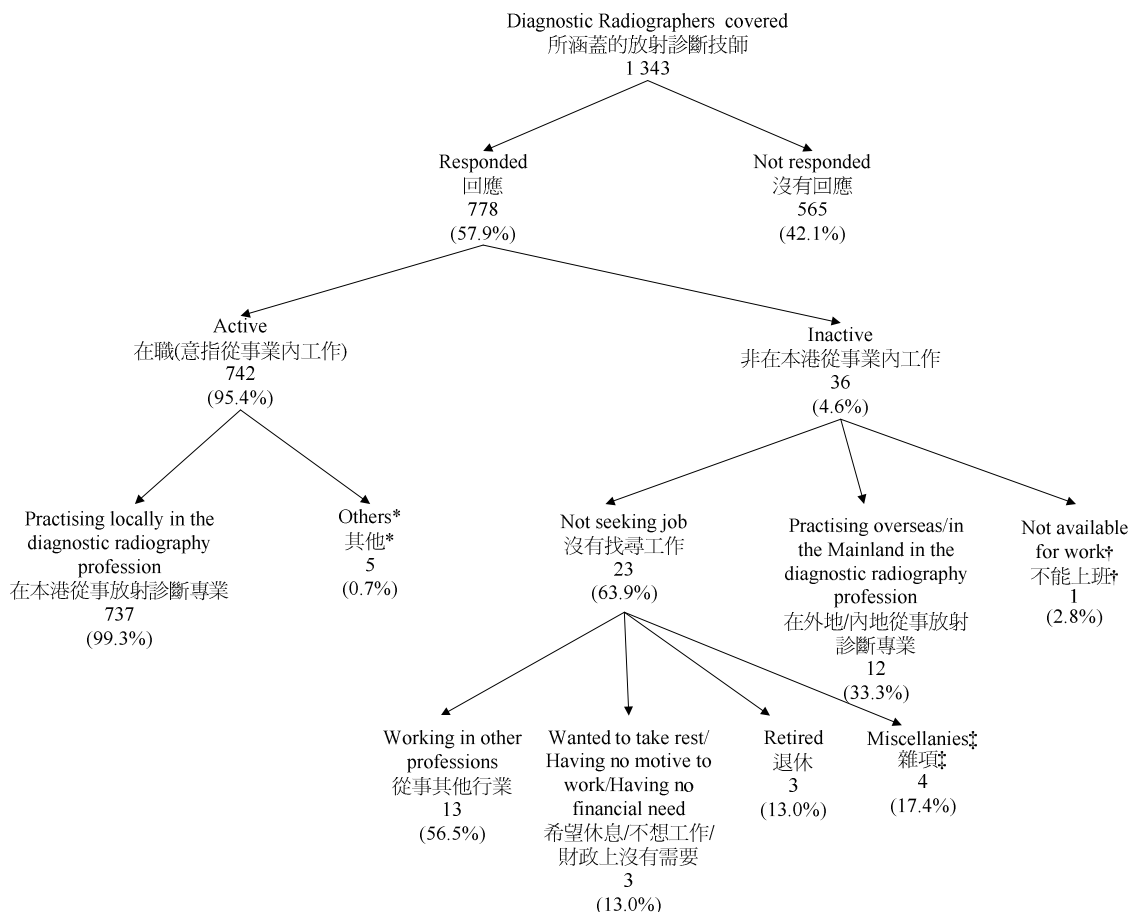 Diagnostic Radiographers covered
所涵蓋的放射診斷技師
1 343
Responded
回應
778
(57.9%)
Not responded
沒有回應
565
(42.1%)
Active
在職(意指從事業內工作)
742
(95.4%)
Inactive
非在本港從事業內工作
36
(4.6%)
Practising locally in the
diagnostic radiography
profession
在本港從事放射診斷專業
737
(99.3%)
Others*
其他*
5
(0.7%)
Not seeking job
沒有找尋工作
23
(63.9%)
Practising overseas/in
the Mainland in the
diagnostic radiography
profession
在外地/內地從事放射
診斷專業
12
(33.3%)
Not available
for work†
不能上班†
1
(2.8%)
Working in other
professions
從事其他行業
13
(56.5%)
Wanted to take rest/
Having no motive to
work/Having no
financial need
希望休息/不想工作/
財政上沒有需要
3
(13.0%)
Retired
退休
3
(13.0%)
Miscellanies‡
雜項‡
4
(17.4%)